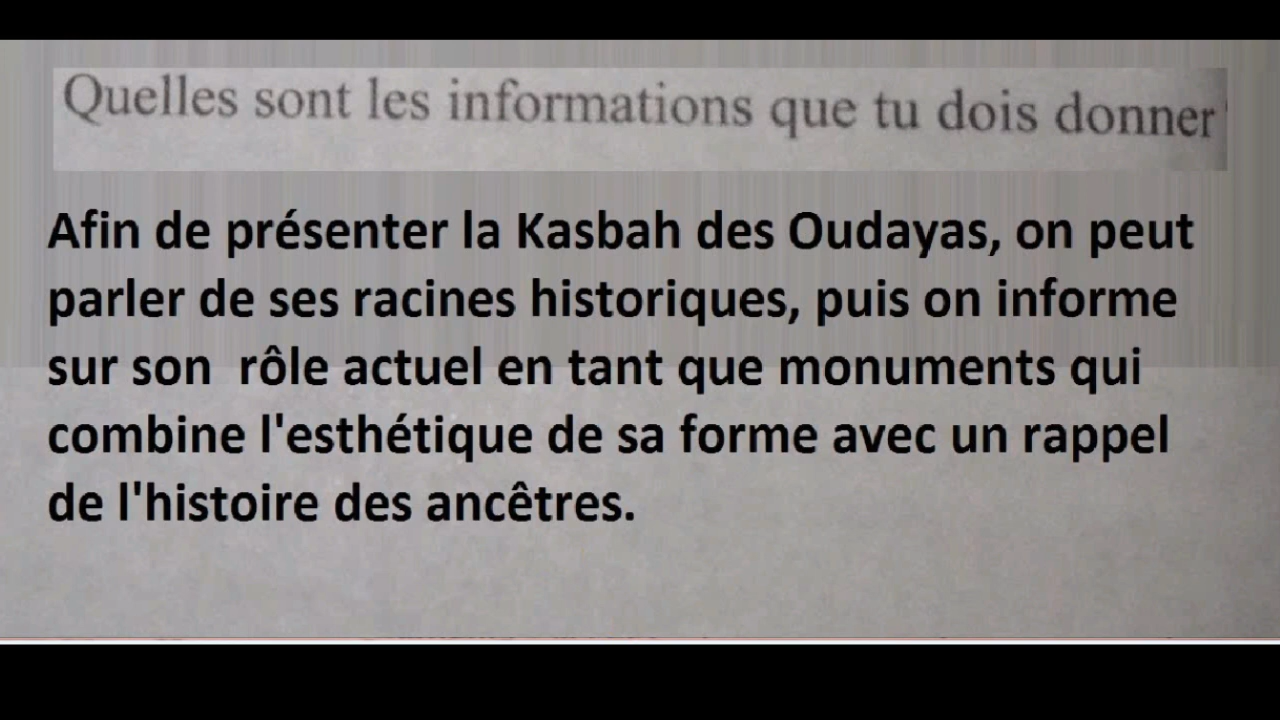 Quelles sont les informations que tu dois donner
Afin de présenter la Kasbah des Oudayas, on peut
parler de ses racines historiques, puis on informe
sur son rôle actuel en tant que monuments qui
combine l'esthétique de sa forme avec un rappel
de l'histoire des ancêtres.